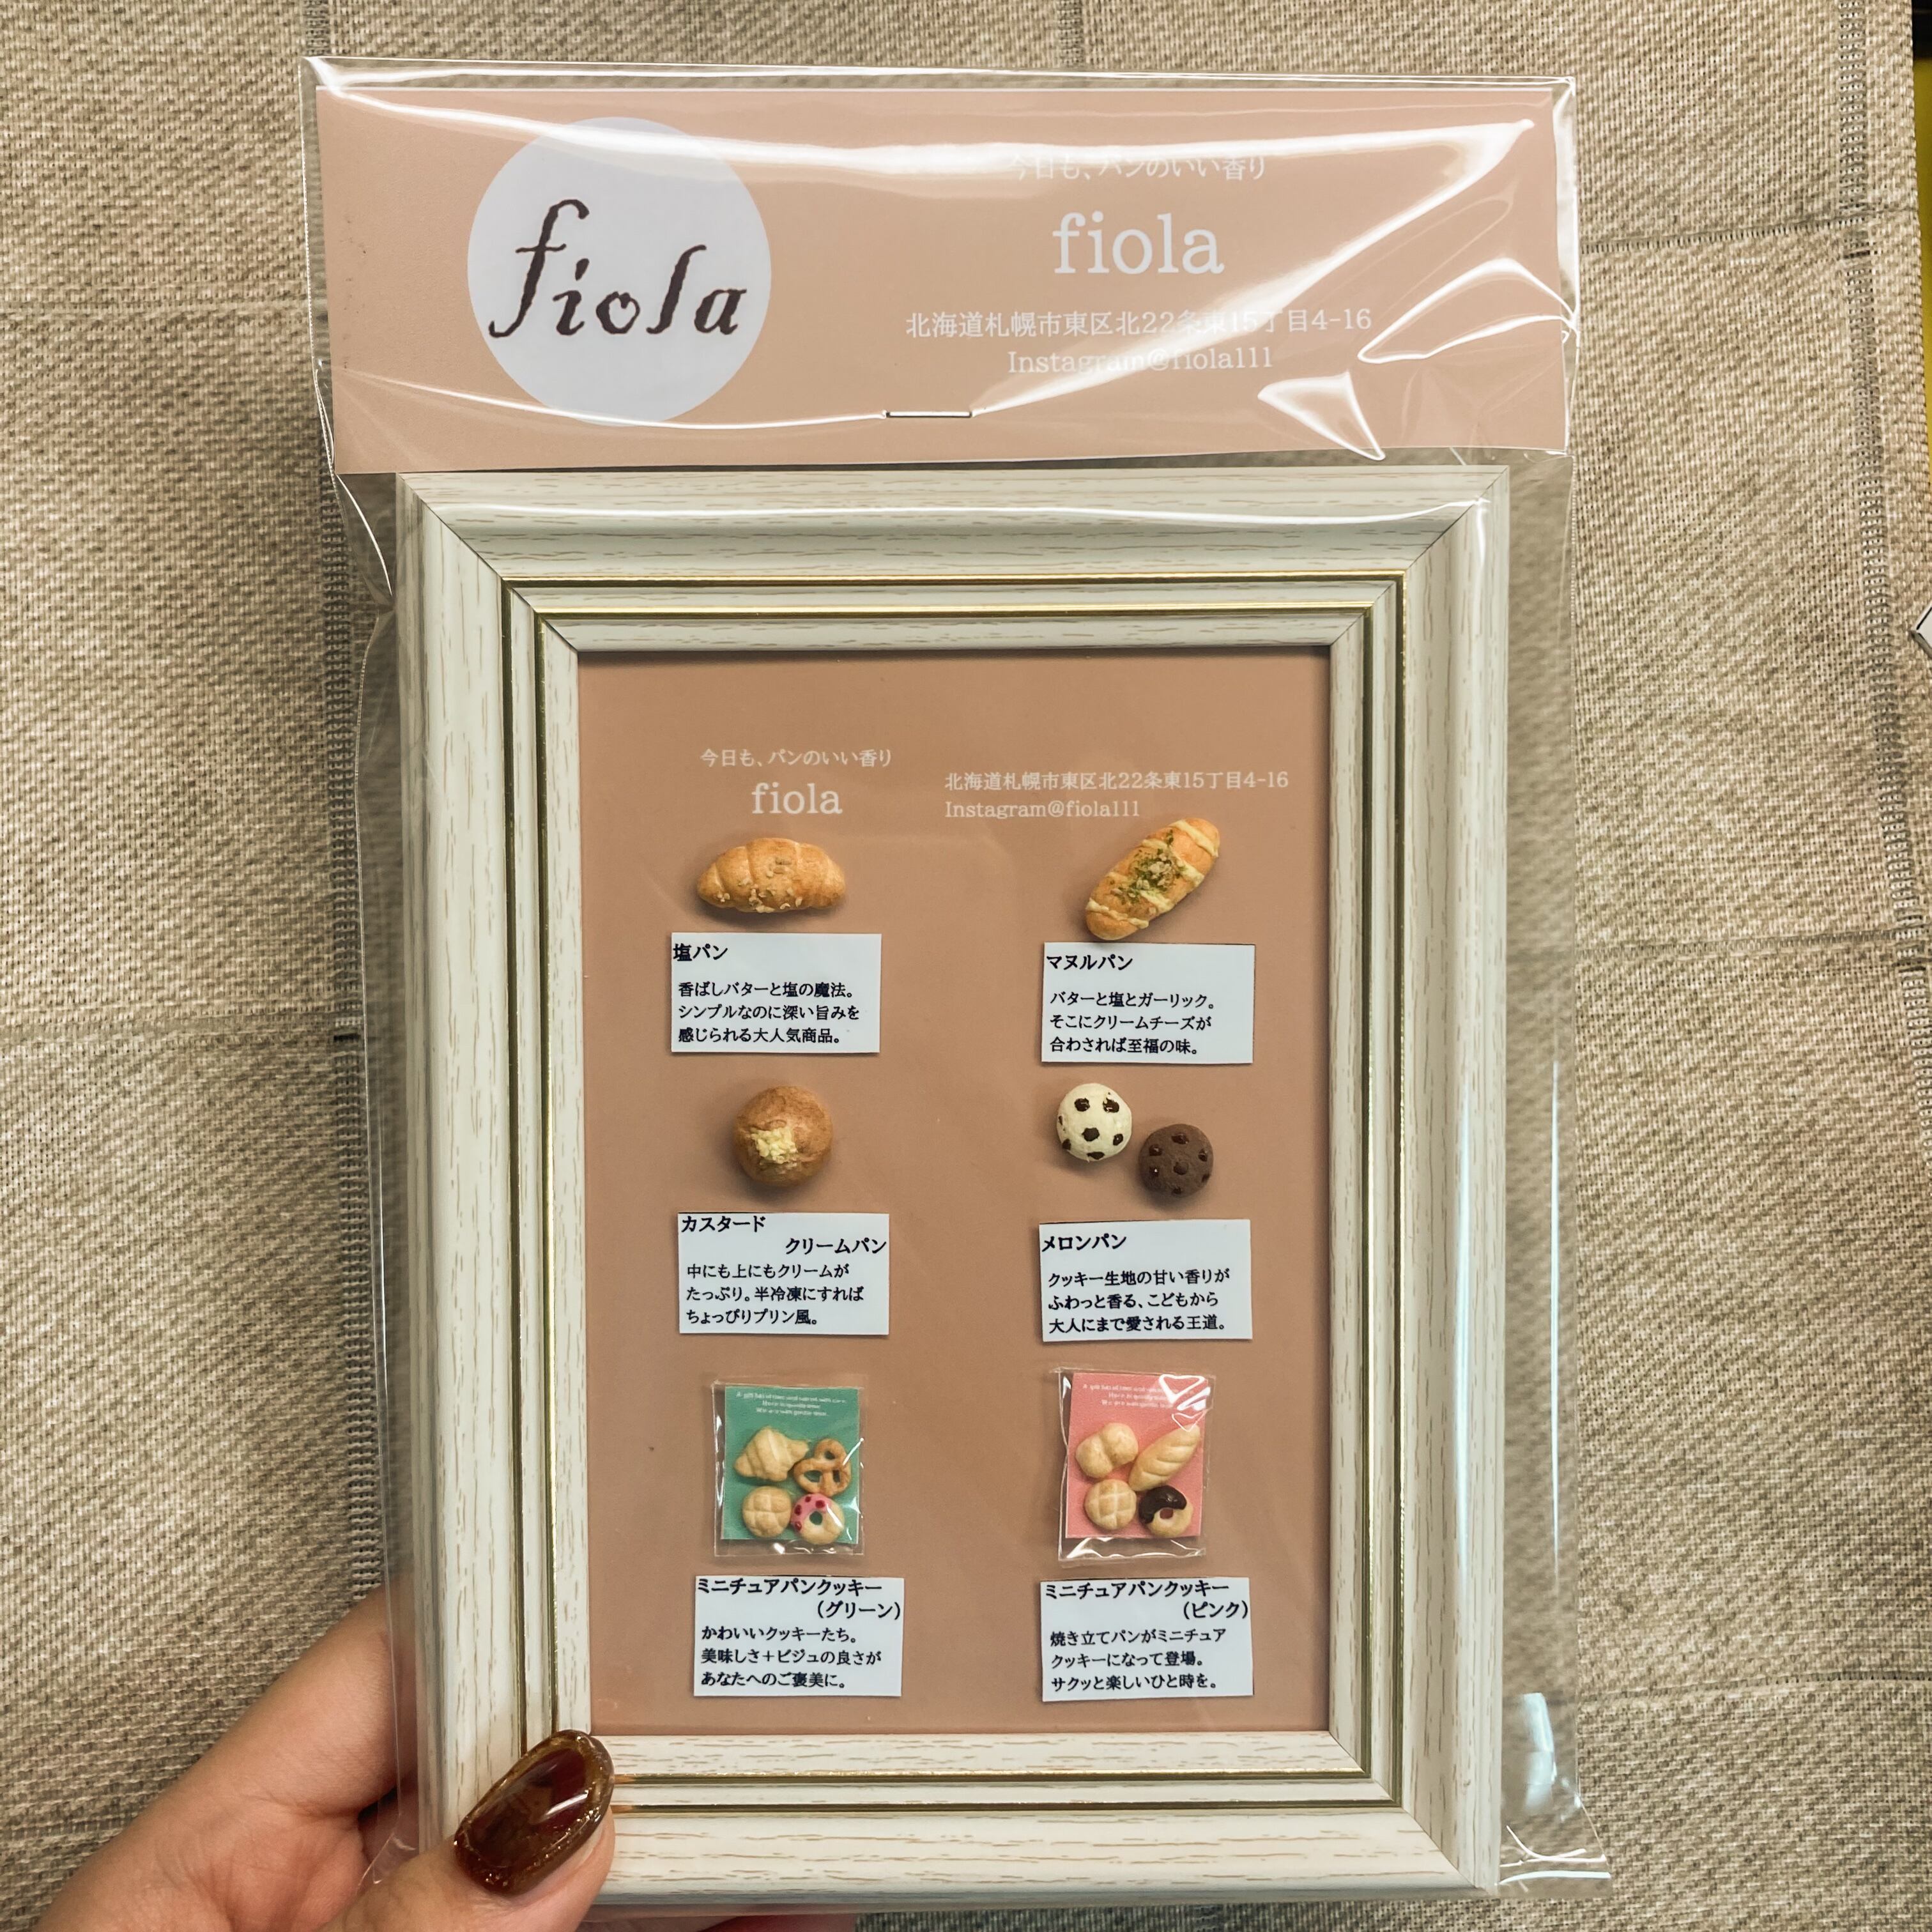 fiola
今日も、パンのいい香り
fiola
北海道札幌市東区北22条東15丁目4-16
Instagram@fiola111
今日も、パンのいい香り
fiola
北海道札幌市東区北22条東15丁目4-16
Instagram@fiola111
塩パン
香ばしバターと塩の魔法。
シンプルなのに深い旨みを
感じられる大人気商品。
マヌルパン
バターと塩とガーリック。
そこにクリームチーズが
合わされば至福の味。
カスタード
クリームパン
中にも上にもクリームが
たっぷり。半冷凍にすれば
ちょっぴりプリン風。
メロンパン
クッキー生地の甘い香りが
ふわっと香る、こどもから
大人にまで愛される王道。
ミニチュアパンクッキー
(グリーン)
かわいいクッキーたち。
美味しさ+ビジュの良さが
あなたへのご褒美に。
ミニチュアパンクッキー
(ピンク)
焼き立てパンがミニチュア
クッキーになって登場。
サクッと楽しいひと時を。